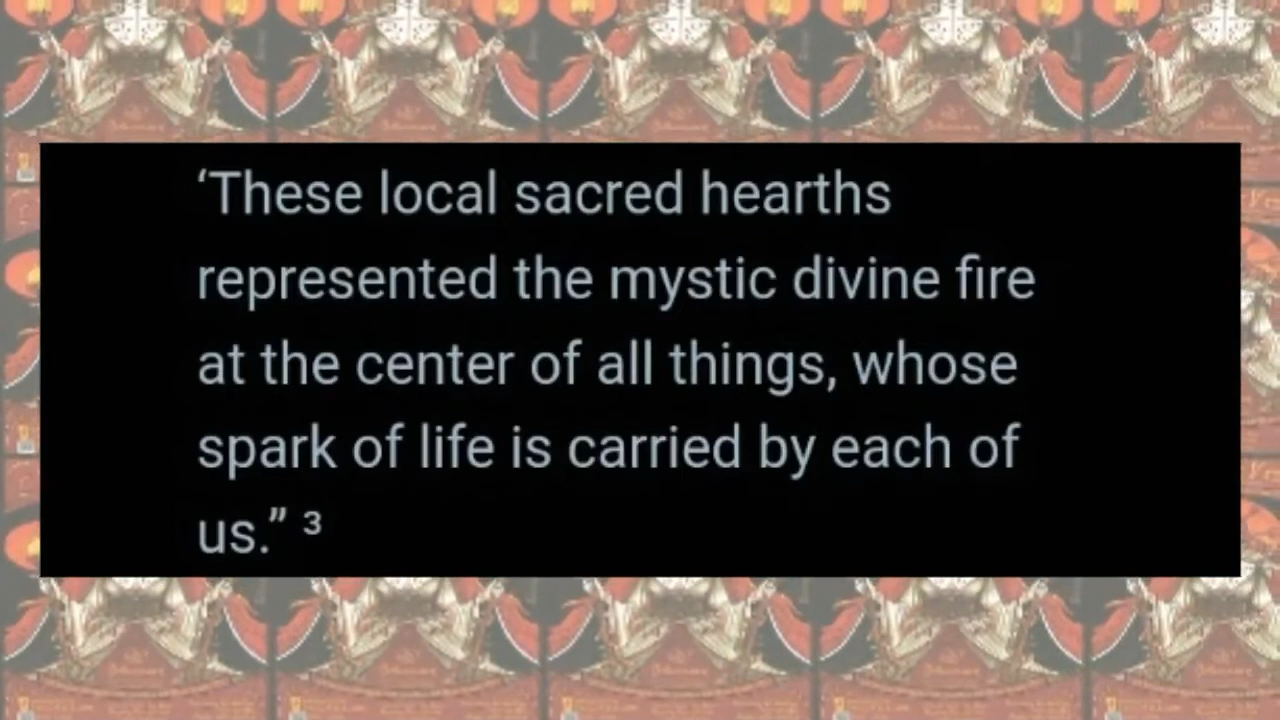 ‘These local sacred hearths
represented the mystic divine fire
at the center of all things, whose
spark of life is carried by each of
us.” ³